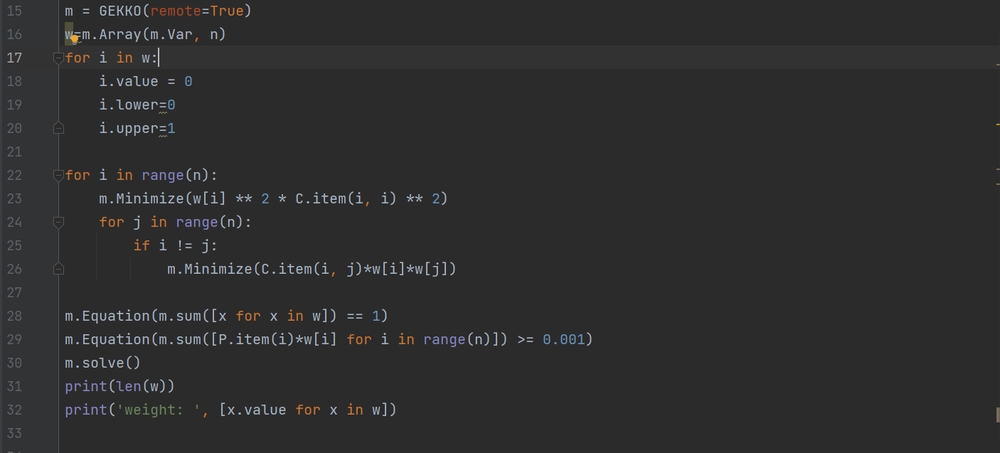 15 m = GEKKO(remote=True)
16 w=m.Array(m.Var, n)
17 for i in w:
18     i.value = 0
19     i.lower=0
20     i.upper=1
21
22 for i in range(n):
23     m.Minimize(w[i] ** 2 * C.item(i, i) ** 2)
24     for j in range(n):
25         if i != j:
26             m.Minimize(C.item(i, j)*w[i]*w[j])
27
28 m.Equation(m.sum([x for x in w]) == 1)
29 m.Equation(m.sum([P.item(i)*w[i] for i in range(n)]) >= 0.001)
30 m.solve()
31 print(len(w))
32 print('weight: ', [x.value for x in w])
33